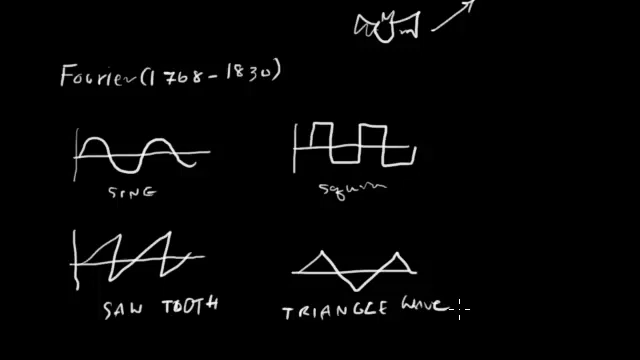 Fourier (1768-1830)
SINE
Square
SAW TOOTH
TRIANGLE WAVE